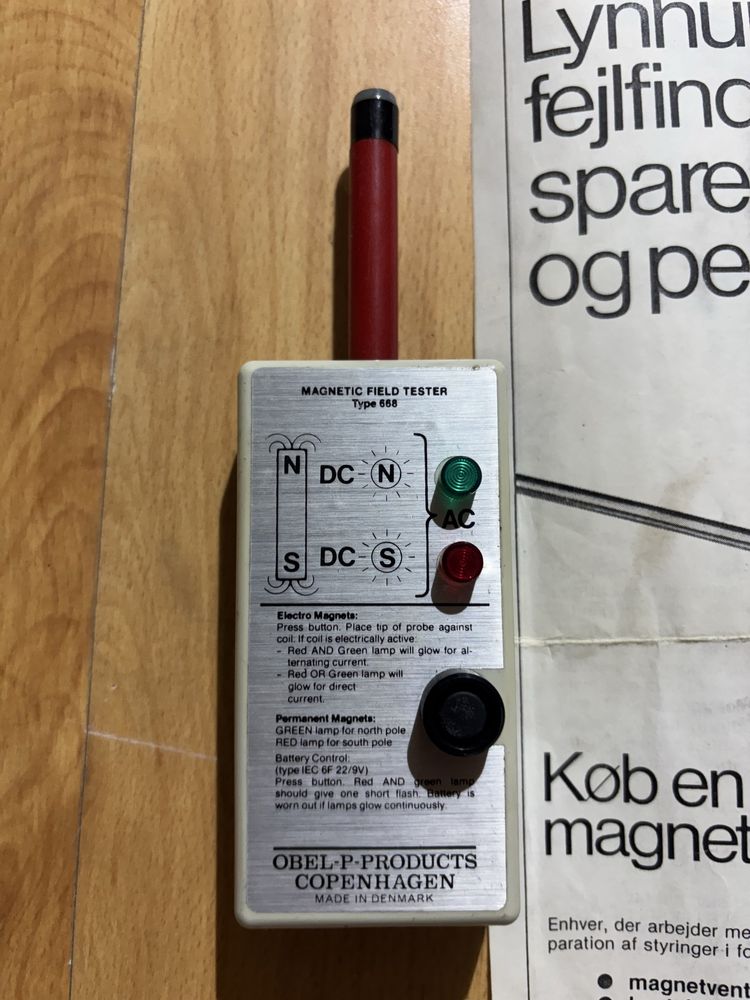 MAGNETIC FIELD TESTER
Type 668
N
DC N
AC
S
DC S
Electro Magnets:
Press button. Place tip of probe against
coil. If coil is electrically active:
- Red AND Green lamp will glow for al-
ternating current.
- Red OR Green lamp will
glow for direct
current.
Permanent Magnets:
GREEN lamp for north pole
RED lamp for south pole
Battery Control:
(type IEC 6F 22/9V)
Press button. Red AND green lamp
should give one short flash. Battery is
worn out if lamps glow continuously.
OBEL-P-PRODUCTS
COPENHAGEN
MADE IN DENMARK
fejlfind
spare
og pe
Køb en
magnet
Enhver, der arbejder me
paration af styringer i fo
● magnetvent